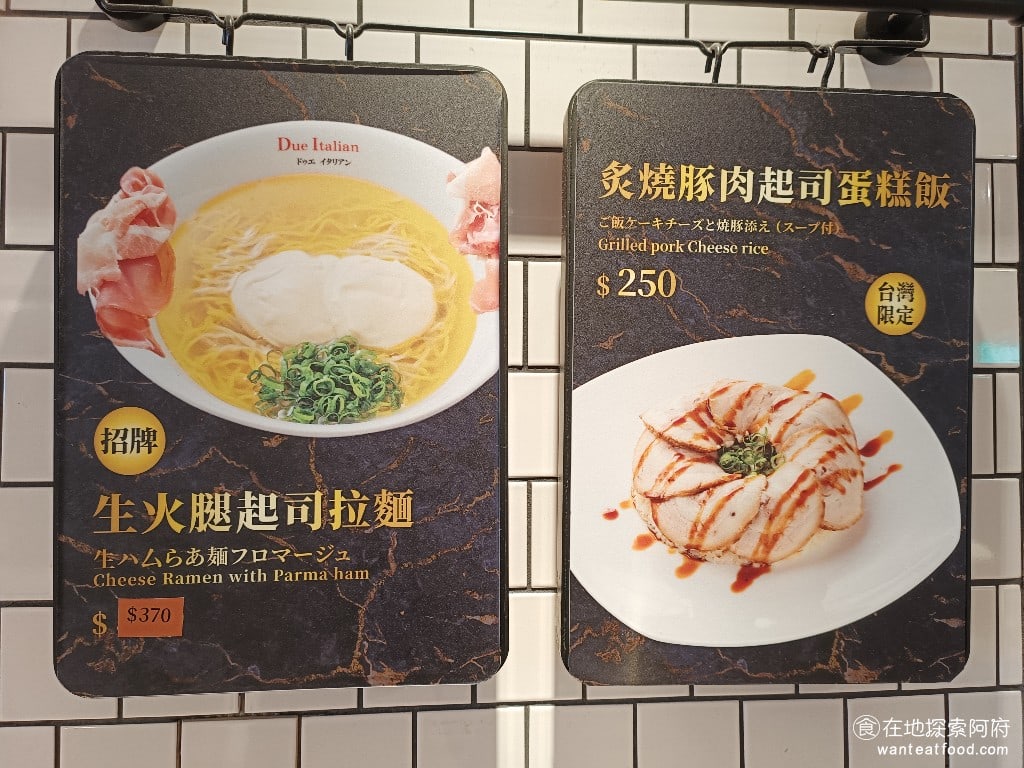 Due Italian
ドゥエ イタリアン
招牌
生火腿起司拉麵
生ハムらあ麺フロマージュ
Cheese Ramen with Parma ham
$ $370
炙燒豚肉起司蛋糕飯
ご飯ケーキチーズと焼豚添え（スープ付）
Grilled pork Cheese rice
$ 250
台灣
限定
食在地探索阿府
wanteatfood.com